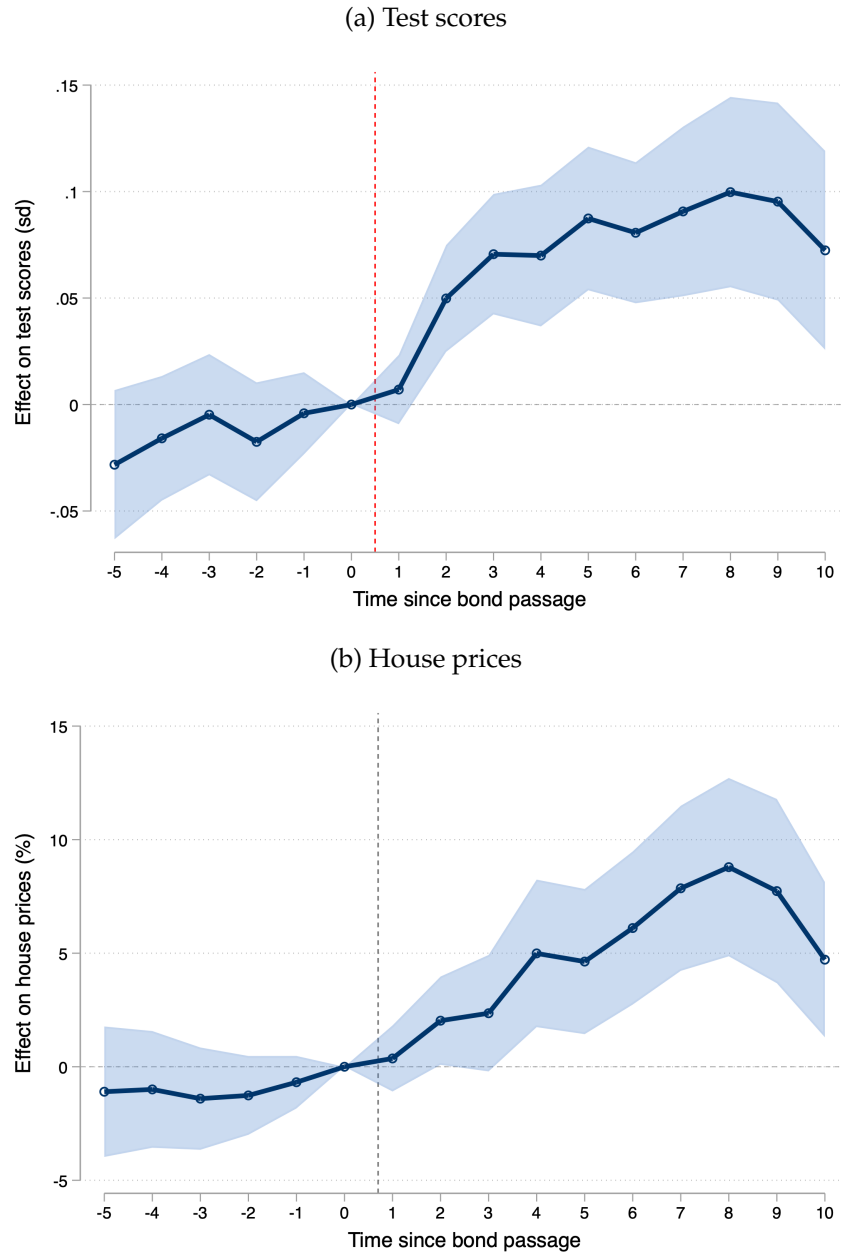 (a) Test scores
Effect on test scores (sd)
.15
.1
.05
0
-.05
-5 -4 -3 -2 -1 0 1 2 3 4 5 6 7 8 9 10
Time since bond passage
(b) House prices
Effect on house prices (%)
15
10
5
0
-5
-5 -4 -3 -2 -1 0 1 2 3 4 5 6 7 8 9 10
Time since bond passage